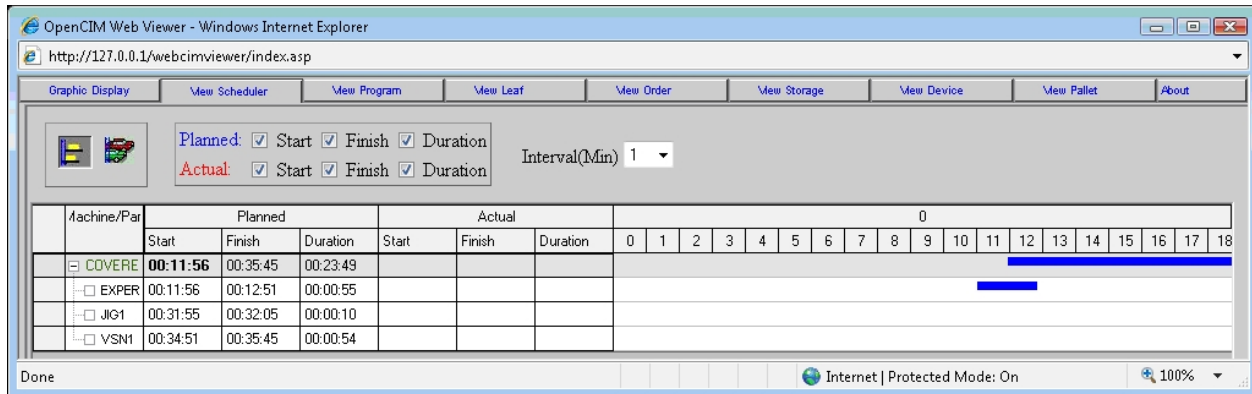 OpenCIM Web Viewer - Windows Internet Explorer
http://127.0.0.1/webcimviewer/index.asp
Graphic Display View Scheduler View Program View Leaf View Order View Storage View Device View Pallet About
Planned: Start Finish Duration
Interval(Min) 1
Actual: Start Finish Duration
Machine/Par Planned Actual 0
Start Finish Duration Start Finish Duration 0 1 2 3 4 5 6 7 8 9 10 11 12 13 14 15 16 17 18
COVERE 00:11:56 00:35:45 00:23:49
EXPER 00:11:56 00:12:51 00:00:55
JIG1 00:31:55 00:32:05 00:00:10
VSN1 00:34:51 00:35:45 00:00:54
Done Internet | Protected Mode: On 100%